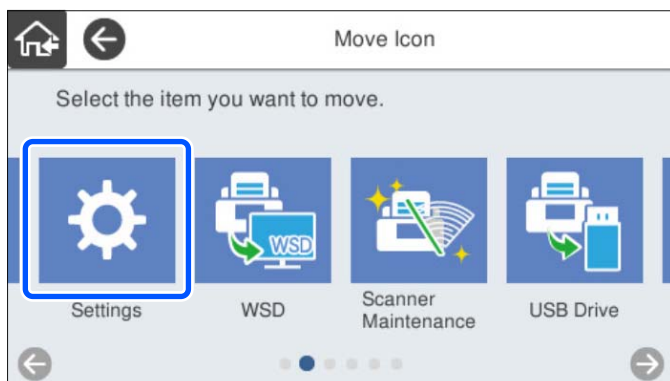 Move Icon
Select the item you want to move.
WSD
Settings
WSD
Scanner
Maintenance
USB Drive